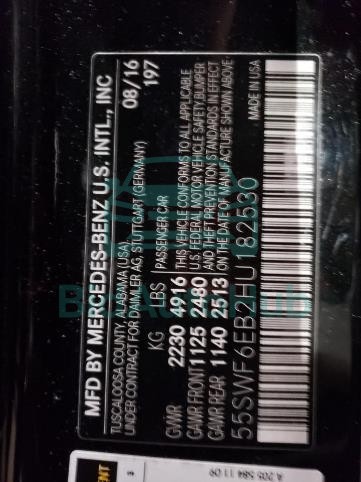 MFD BY MERCEDES-BENZ U.S. INTL., INC
TUSCALOOSA COUNTY, ALABAMA (USA)
UNDER CONTRACT FOR DAIMLER AG, STUTTGART (GERMANY)
08/16
197
KG LBS PASSENGER CAR
GVWR 2230 4916
GAWR FRONT 1125 2480
GAWR REAR 1140 2513
THIS VEHICLE CONFORMS TO ALL APPLICABLE
U.S. FEDERAL MOTOR VEHICLE SAFETY BUMPER
AND THEFT PREVENTION STANDARDS IN EFFECT
ON THE DATE OF MANUFACTURE SHOWN ABOVE
55SWF6EB2HU182530
MADE IN USA
A 205 584 11 09